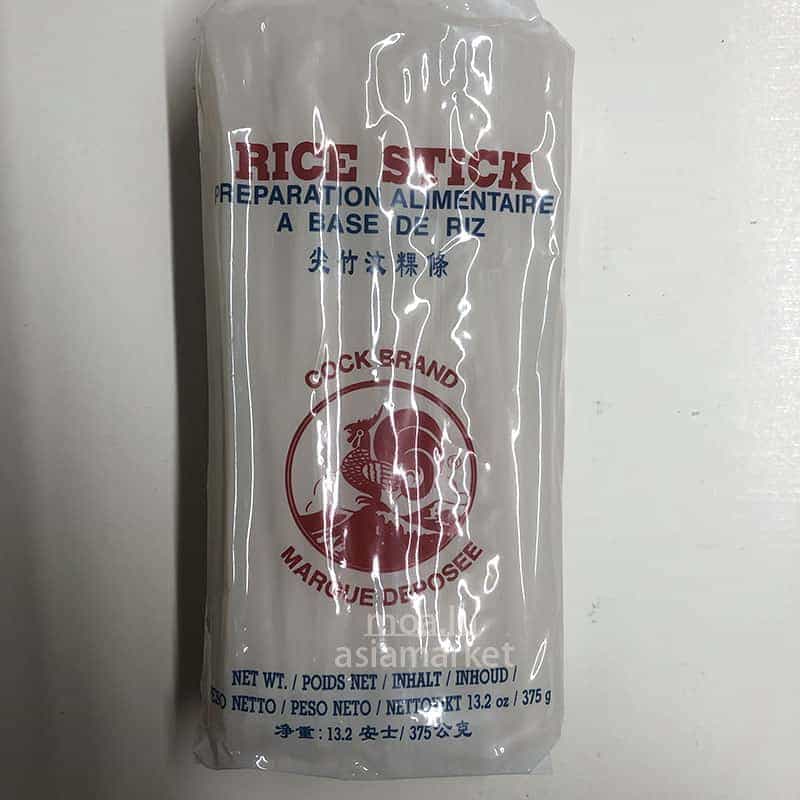 RICE STICK
PREPARATION ALIMENTAIRE
A BASE DE RIZ
尖竹汶粿條
COCK BRAND
MARQUE DEPOSEE
moa.l
asiamarket
NET WT. / POIDS NET / INHALT / INHOUD /
NETTO / PESO NETO / NETTOVÆGT 13.2 oz / 375 g
净重: 13.2 安士/ 375 公克